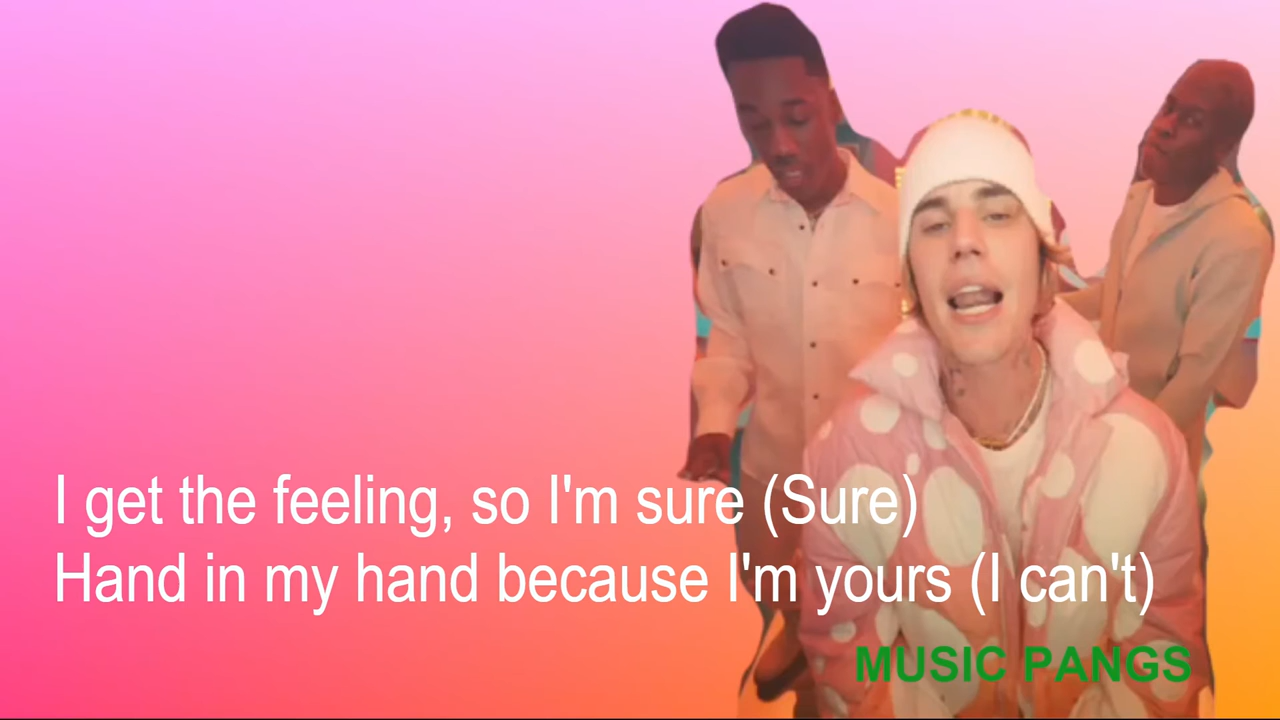 I get the feeling, so I'm sure (Sure)
Hand in my hand because I'm yours (I can't)
MUSIC PANGS